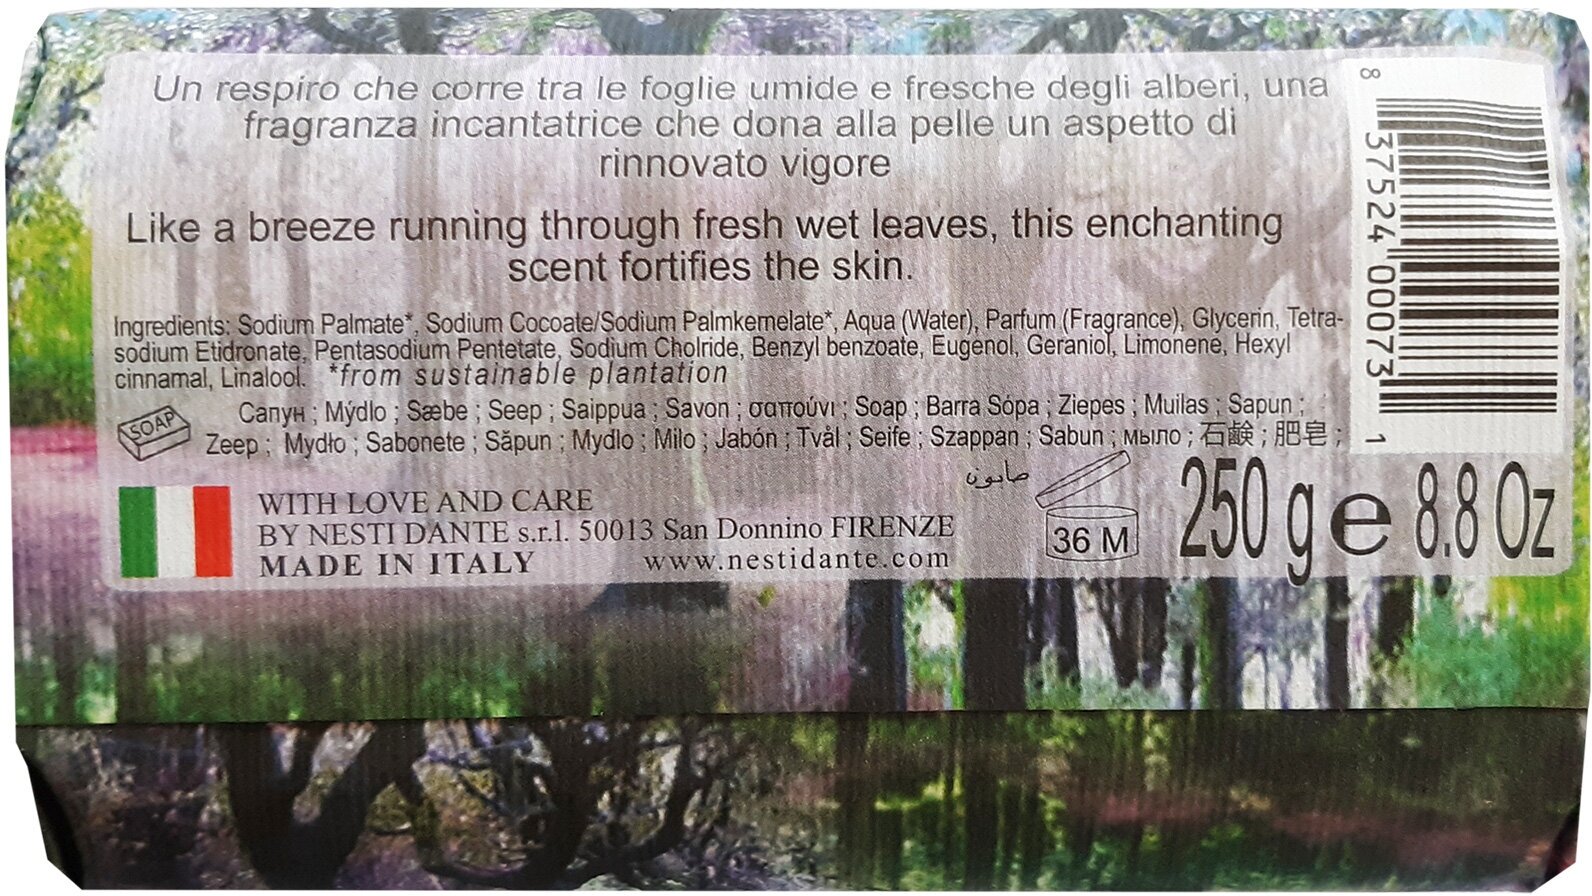 Un respiro che corre tra le foglie umide e fresche degli alberi, una
fragranza incantatrice che dona alla pelle un aspetto di
rinnovato vigore
Like a breeze running through fresh wet leaves, this enchanting
scent fortifies the skin.
Ingredients: Sodium Palmate*, Sodium Cocoate/Sodium Palmkernelate*, Aqua (Water), Parfum (Fragrance), Glycerin, Tetra-
sodium Etidronate, Pentasodium Pentetate, Sodium Cholride, Benzyl benzoate, Eugenol, Geraniol, Limonene, Hexyl
cinnamal, Linalool. *from sustainable plantation
SOAP
Сапун ; Mýdlo ; Sæbe ; Seep ; Saippua ; Savon ; σαπούνι ; Soap ; Barra Sópa ; Ziepes ; Muilas ; Sapun ;
Zeep ; Mydło ; Sabonete ; Săpun ; Mydlo ; Milo ; Jabón ; Tvål ; Seife ; Szappan ; Sabun ; мыло ; 石鹸 ; 肥皂 ;
صابون
WITH LOVE AND CARE
BY NESTI DANTE s.r.l. 50013 San Donnino FIRENZE
MADE IN ITALY www.nestidante.com
36 M
250 g e 8.8 Oz
8 37524 00073 1